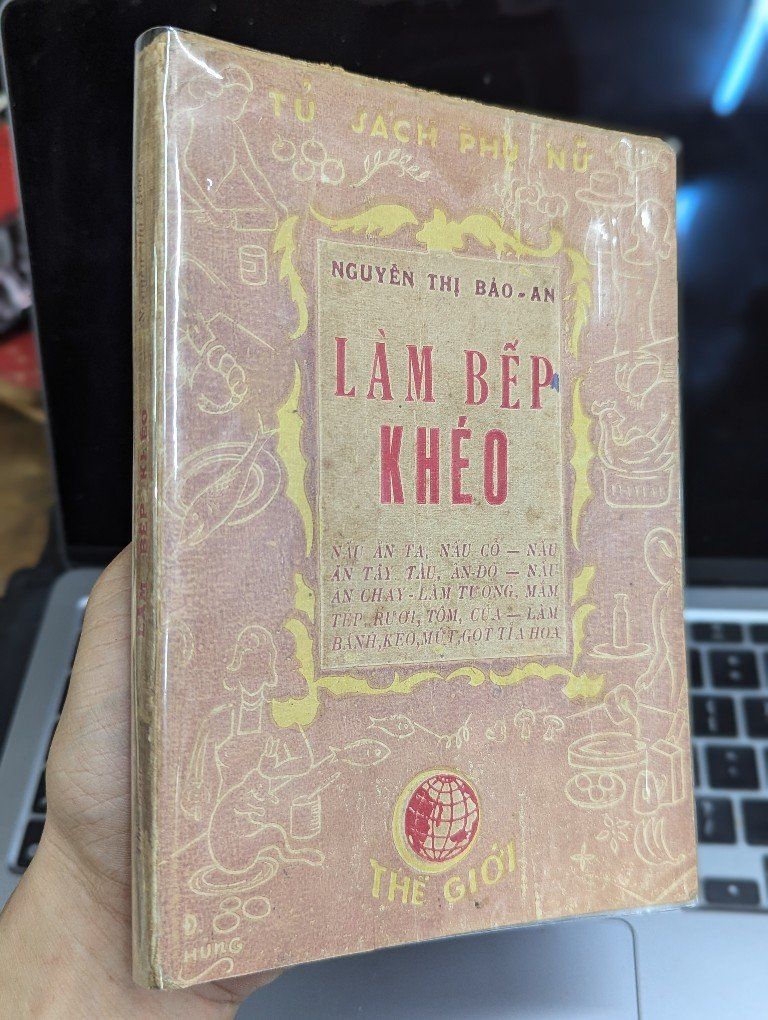 TỦ SÁCH PHỤ NỮ
NGUYỄN THỊ BẢO-AN
LÀM BẾP
KHÉO
NẤU ĂN TA, NẤU CỖ — NẤU
ĂN TÂY, TÀU, ẤN-ĐỘ — NẤU
ĂN CHAY - LÀM TƯƠNG, MẮM
TÉP, RƯƠI, TÔM, CUA — LÀM
BÁNH, KẸO, MỨT, GỌT TỈA HOA
THẾ GIỚI
Đ.
HÙNG
LÀM BẾP KHÉO